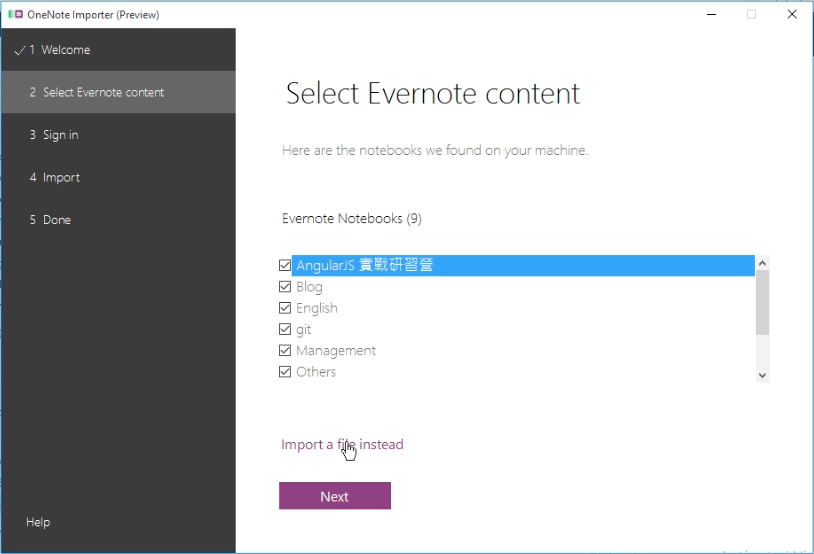 OneNote Importer (Preview)
1 Welcome
2 Select Evernote content
3 Sign in
4 Import
5 Done
Help
Select Evernote content
Here are the notebooks we found on your machine.
Evernote Notebooks (9)
AngularJS 實戰研習營
Blog
English
git
Management
Others
Import a file instead
Next